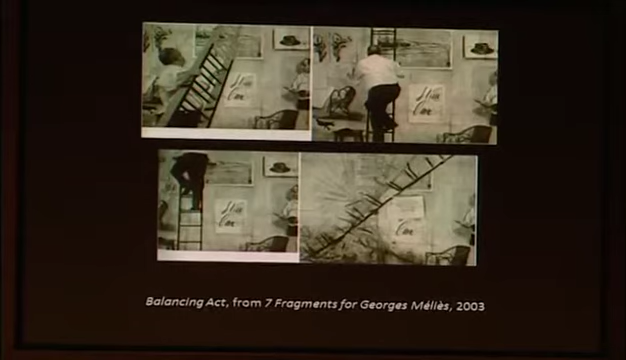 Balancing Act, from 7 Fragments for Georges Méliès, 2003